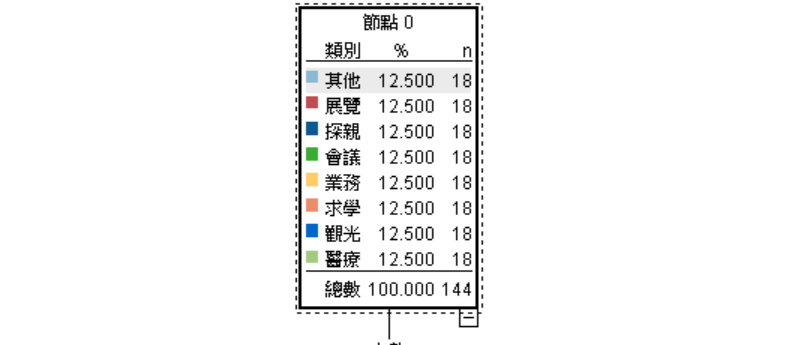 節點 0
類別 % n
其他 12.500 18
展覽 12.500 18
探親 12.500 18
會議 12.500 18
業務 12.500 18
求學 12.500 18
觀光 12.500 18
醫療 12.500 18
總數 100.000 144